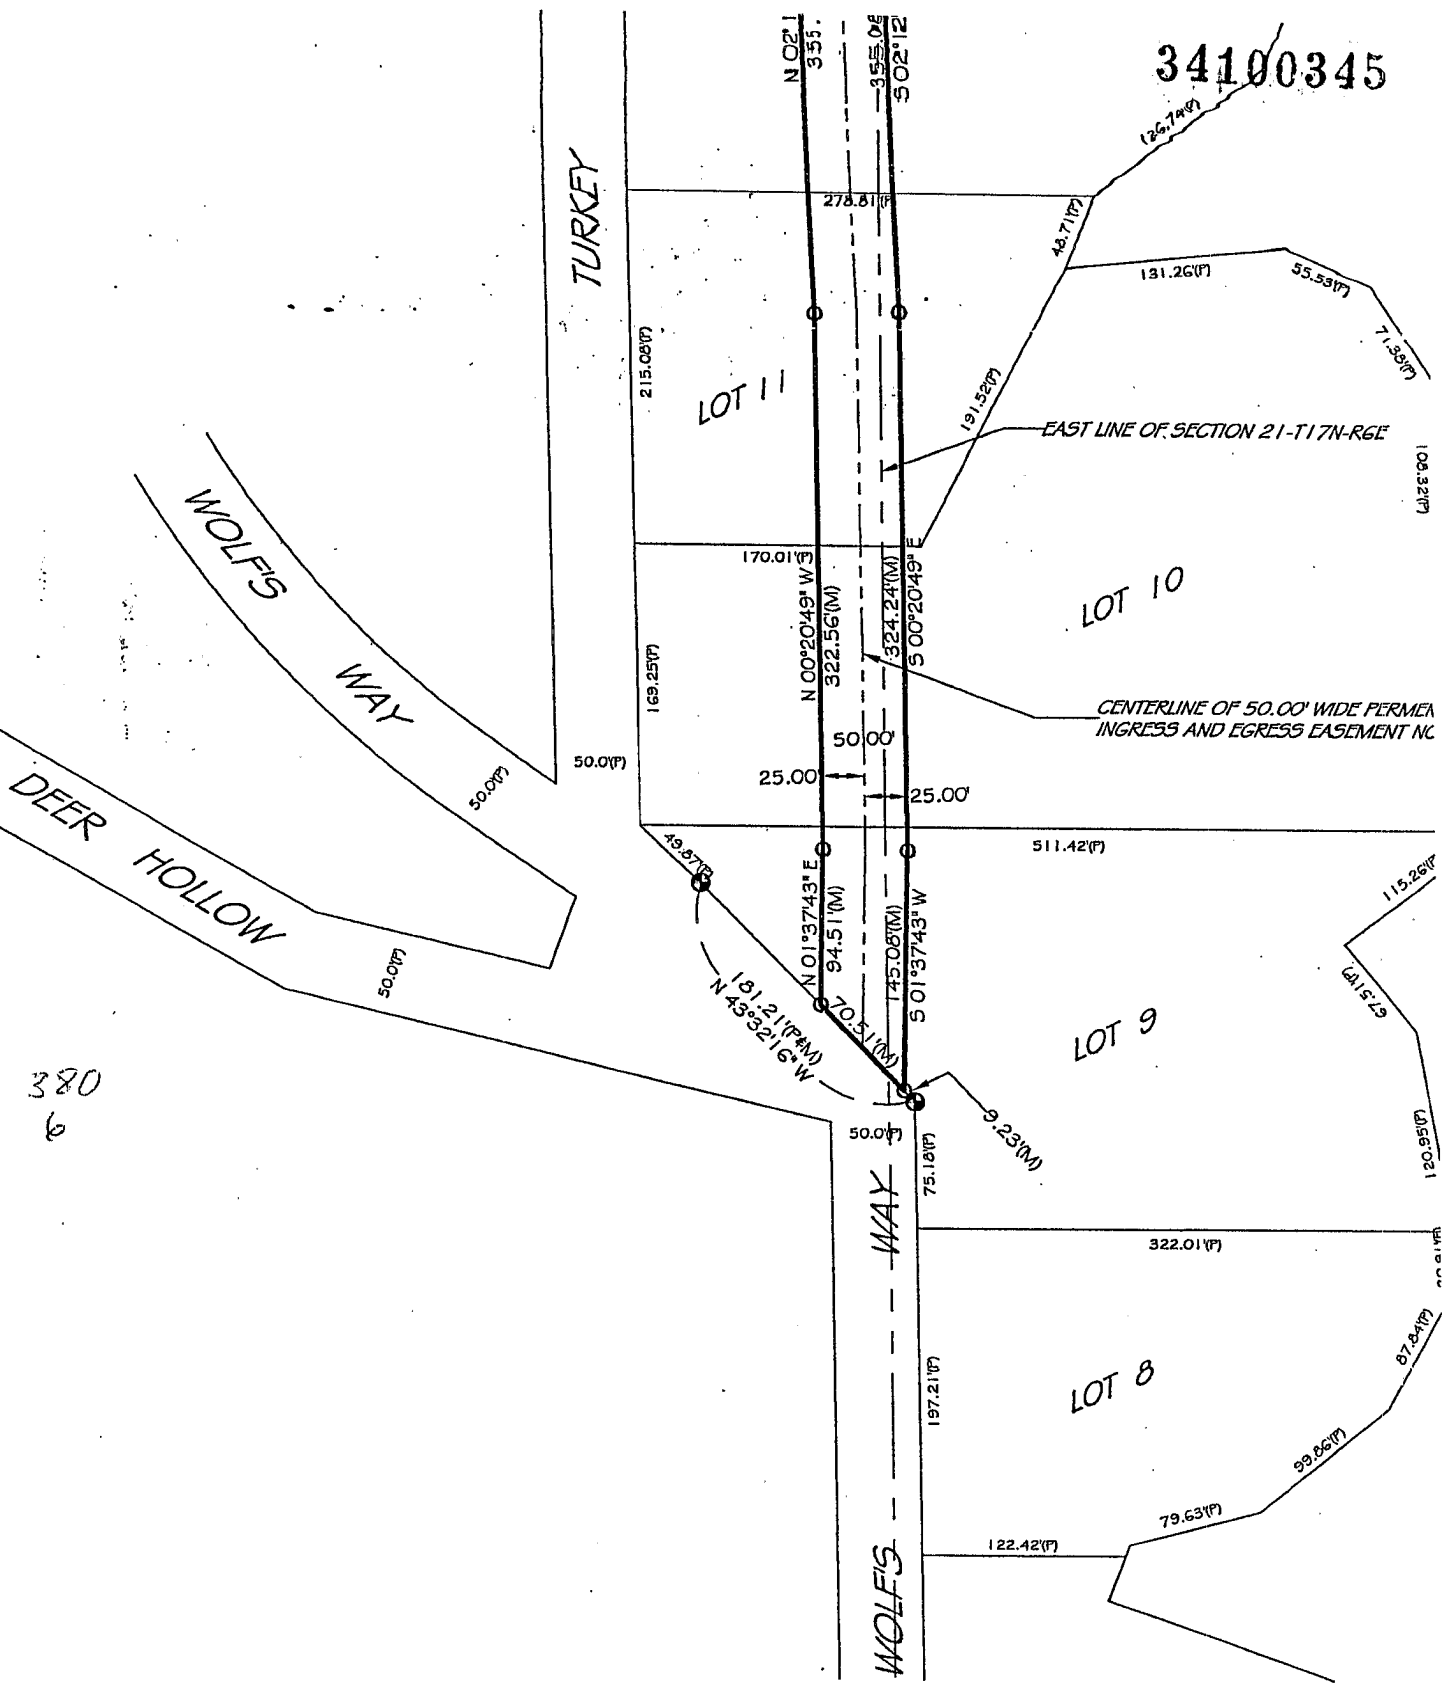 34100345
N 02°1
355.
355.08
S 02°12
126.74'(P)
TURKEY
278.81'(P
48.71'(P)
131.26'(P)
55.53'(P)
71.38'(P)
215.08'(P)
LOT 11
191.52'(P)
EAST LINE OF SECTION 21-T17N-R6E
108.32'(P)
WOLF'S
WAY
170.01'(P)
N 00°20'49" W
322.56'(M)
324.24'(M)
S 00°20'49" E
LOT 10
169.25'(P)
CENTERLINE OF 50.00' WIDE PERMEN
INGRESS AND EGRESS EASEMENT NO
50.00'
50.0'(P)
50.0'(P)
25.00'
25.00'
DEER HOLLOW
49.87'(P)
511.42'(P)
115.26'(P
N 01°37'43" E
94.51'(M)
145.08'(M)
S 01°37'43" W
50.0'(P)
181.21'(P&M)
N 43°32'16" W
70.51'(M)
67.51'(P)
LOT 9
380
6
9.23'(M)
50.0'(P)
75.18'(P)
120.95'(P)
WAY
322.01'(P)
87.84'(P)
197.21'(P)
LOT 8
99.86'(P)
79.63'(P)
122.42'(P)
WOLF'S